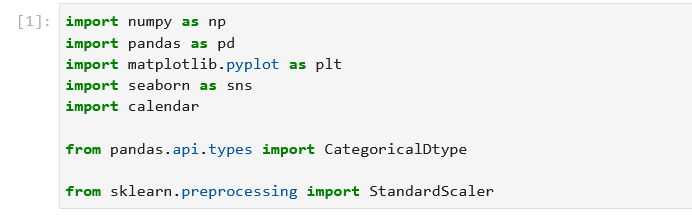 [1]: import numpy as np
import pandas as pd
import matplotlib.pyplot as plt
import seaborn as sns
import calendar
from pandas.api.types import CategoricalDtype
from sklearn.preprocessing import StandardScaler